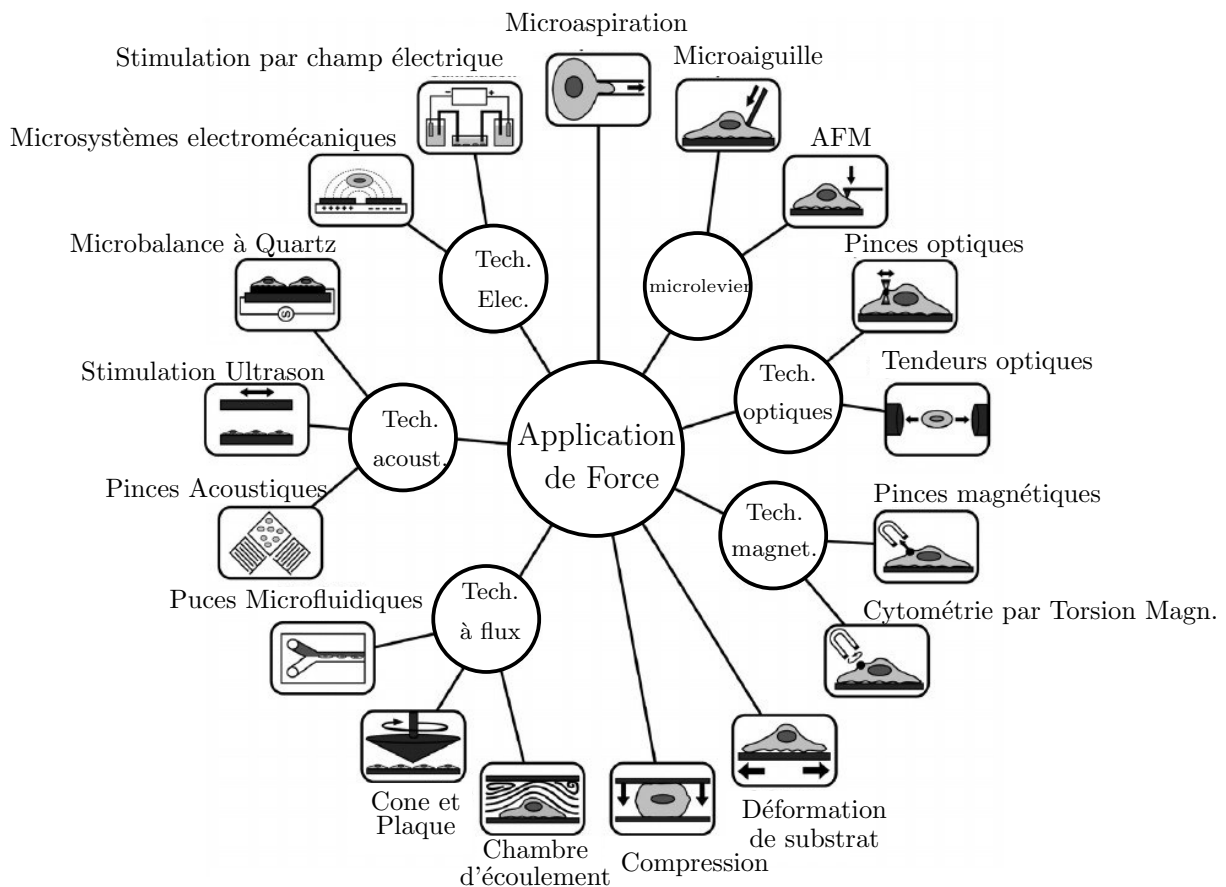 Microaspiration
Stimulation par champ électrique
Microaiguille
Microsystèmes electromécaniques
AFM
Microbalance à Quartz
Tech.
Elec.
microlevier
Pinces optiques
S
Stimulation Ultrason
Tech.
optiques
Tendeurs optiques
Tech.
acoust.
Application
de Force
Pinces Acoustiques
Pinces magnétiques
Tech.
magnet.
Puces Microfluidiques
Tech.
à flux
Cytométrie par Torsion Magn.
Cone et
Plaque
Chambre
d'écoulement
Compression
Déformation
de substrat